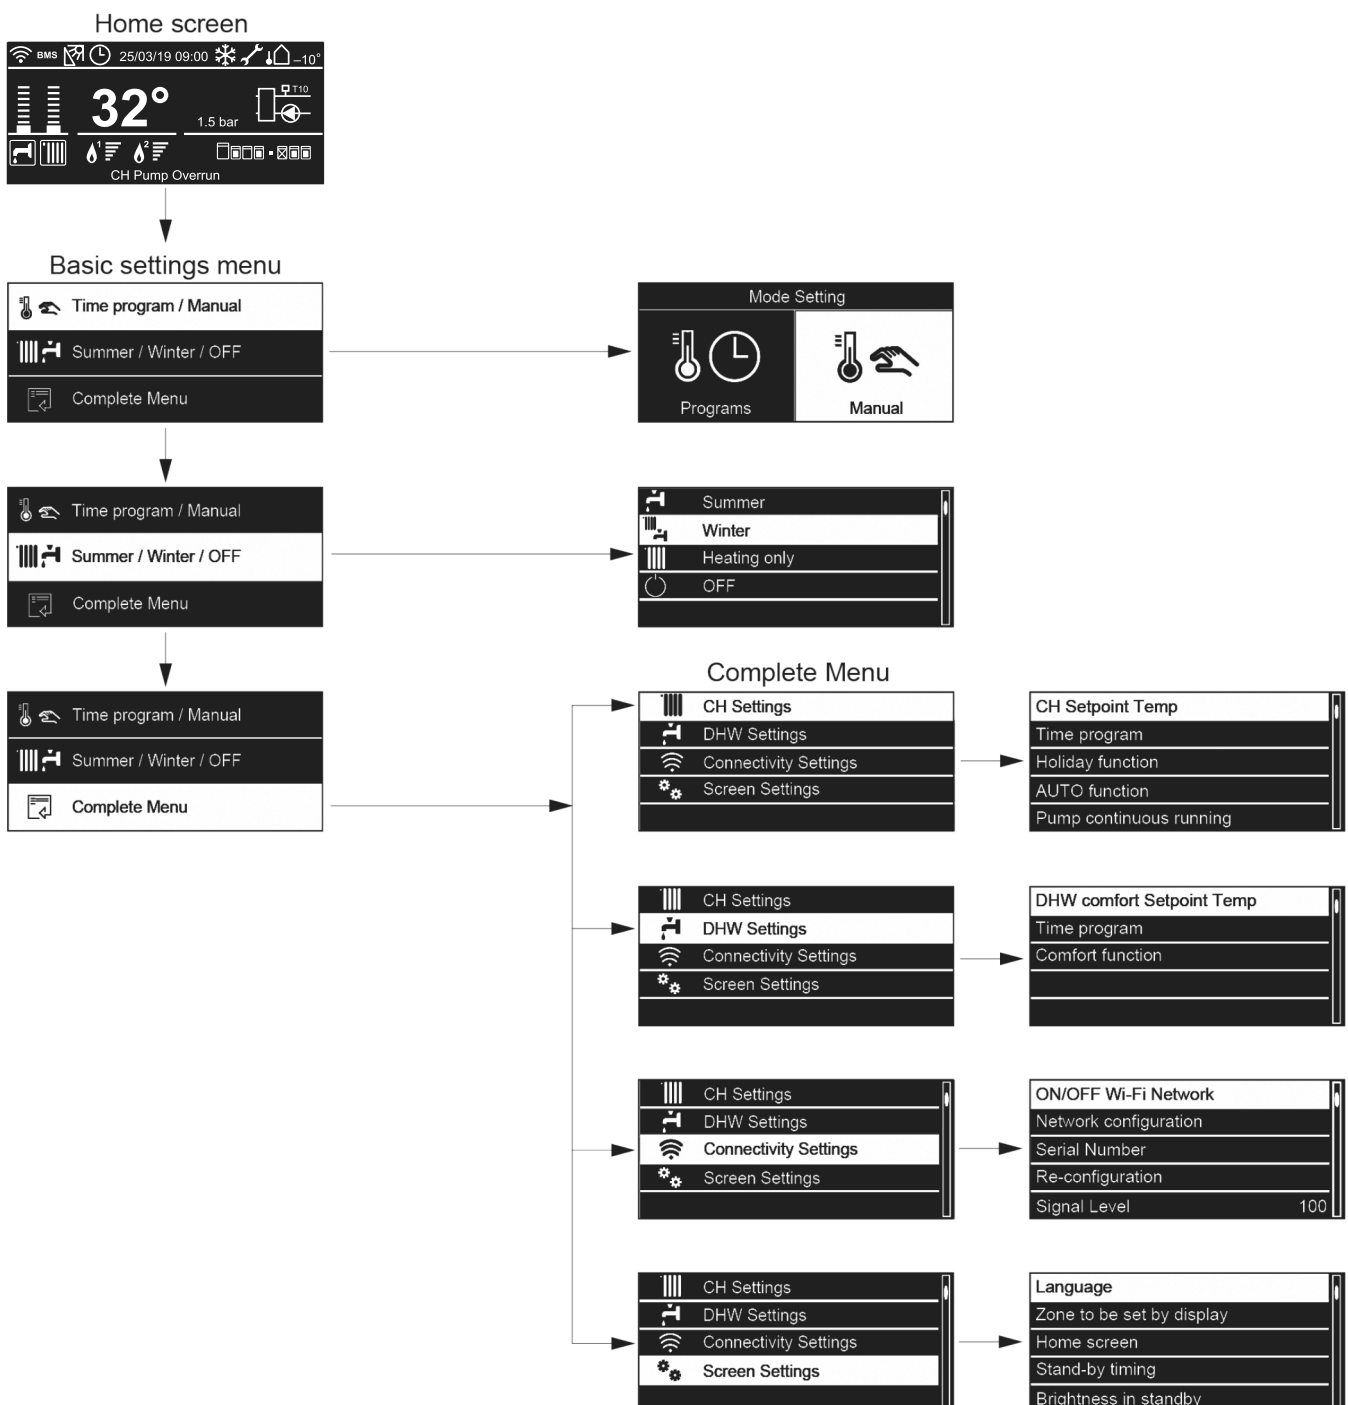 Home screen
BMS 25/03/19 09:00 –10°
32°
T10
1.5 bar
1 2
CH Pump Overrun
Basic settings menu
Time program / Manual
Summer / Winter / OFF
Complete Menu
Mode Setting
Programs Manual
Time program / Manual
Summer / Winter / OFF
Complete Menu
Summer
Winter
Heating only
OFF
Time program / Manual
Summer / Winter / OFF
Complete Menu
Complete Menu
CH Settings
DHW Settings
Connectivity Settings
Screen Settings
CH Setpoint Temp
Time program
Holiday function
AUTO function
Pump continuous running
CH Settings
DHW Settings
Connectivity Settings
Screen Settings
DHW comfort Setpoint Temp
Time program
Comfort function
CH Settings
DHW Settings
Connectivity Settings
Screen Settings
ON/OFF Wi-Fi Network
Network configuration
Serial Number
Re-configuration
Signal Level 100
CH Settings
DHW Settings
Connectivity Settings
Screen Settings
Language
Zone to be set by display
Home screen
Stand-by timing
Brightness in standby